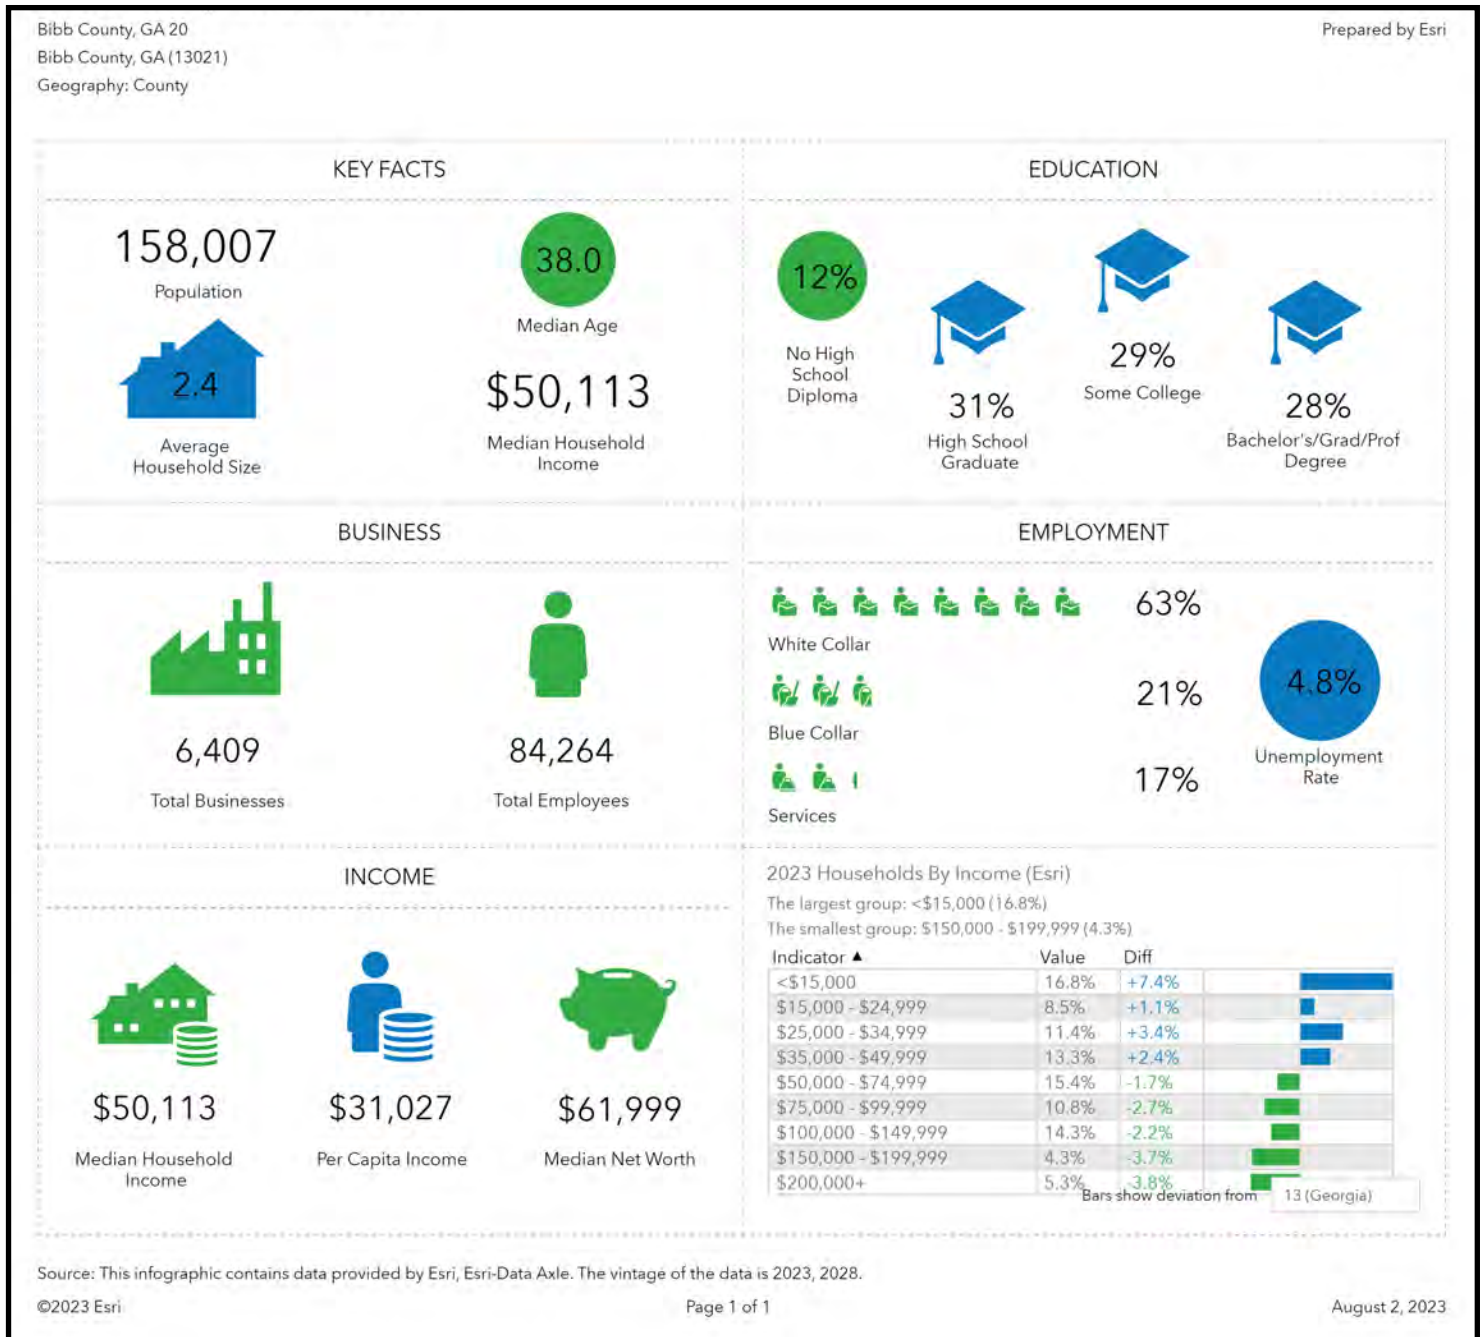 Bibb County, GA 20
Prepared by Esri
Bibb County, GA (13021)
Geography: County
KEY FACTS
158,007
Population
38.0
Median Age
2.4
Average
Household Size
$50,113
Median Household
Income
EDUCATION
12%
No High
School
Diploma
31%
High School
Graduate
29%
Some College
28%
Bachelor's/Grad/Prof
Degree
BUSINESS
6,409
Total Businesses
84,264
Total Employees
EMPLOYMENT
63%
White Collar
21%
Blue Collar
17%
Services
4.8%
Unemployment
Rate
INCOME
$50,113
Median Household
Income
$31,027
Per Capita Income
$61,999
Median Net Worth
2023 Households By Income (Esri)
The largest group: <$15,000 (16.8%)
The smallest group: $150,000 - $199,999 (4.3%)
Indicator ▲ Value Diff
<$15,000 16.8% +7.4%
$15,000 - $24,999 8.5% +1.1%
$25,000 - $34,999 11.4% +3.4%
$35,000 - $49,999 13.3% +2.4%
$50,000 - $74,999 15.4% -1.7%
$75,000 - $99,999 10.8% -2.7%
$100,000 - $149,999 14.3% -2.2%
$150,000 - $199,999 4.3% -3.7%
$200,000+ 5.3% -3.8%
Bars show deviation from 13 (Georgia)
Source: This infographic contains data provided by Esri, Esri-Data Axle. The vintage of the data is 2023, 2028.
©2023 Esri
Page 1 of 1
August 2, 2023